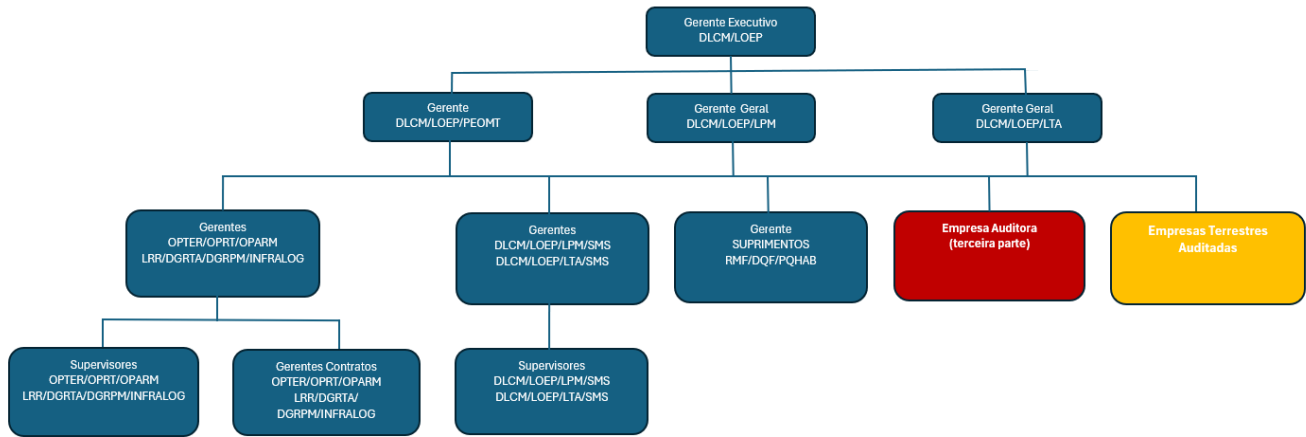 Gerente Executivo
DLCM/LOEP
Gerente
DLCM/LOEP/PEOMT
Gerente Geral
DLCM/LOEP/LPM
Gerente Geral
DLCM/LOEP/LTA
Gerentes
OPTER/OPRT/OPARM
LRR/DGRTA/DGRPM/INFRALOG
Gerentes
DLCM/LOEP/LPM/SMS
DLCM/LOEP/LTA/SMS
Gerente
SUPRIMENTOS
RMF/DQF/PQHAB
Empresa Auditora
(terceira parte)
Empresas Terrestres
Auditadas
Supervisores
OPTER/OPRT/OPARM
LRR/DGRTA/DGRPM/INFRALOG
Gerentes Contratos
OPTER/OPRT/OPARM
LRR/DGRTA/
DGRPM/INFRALOG
Supervisores
DLCM/LOEP/LPM/SMS
DLCM/LOEP/LTA/SMS